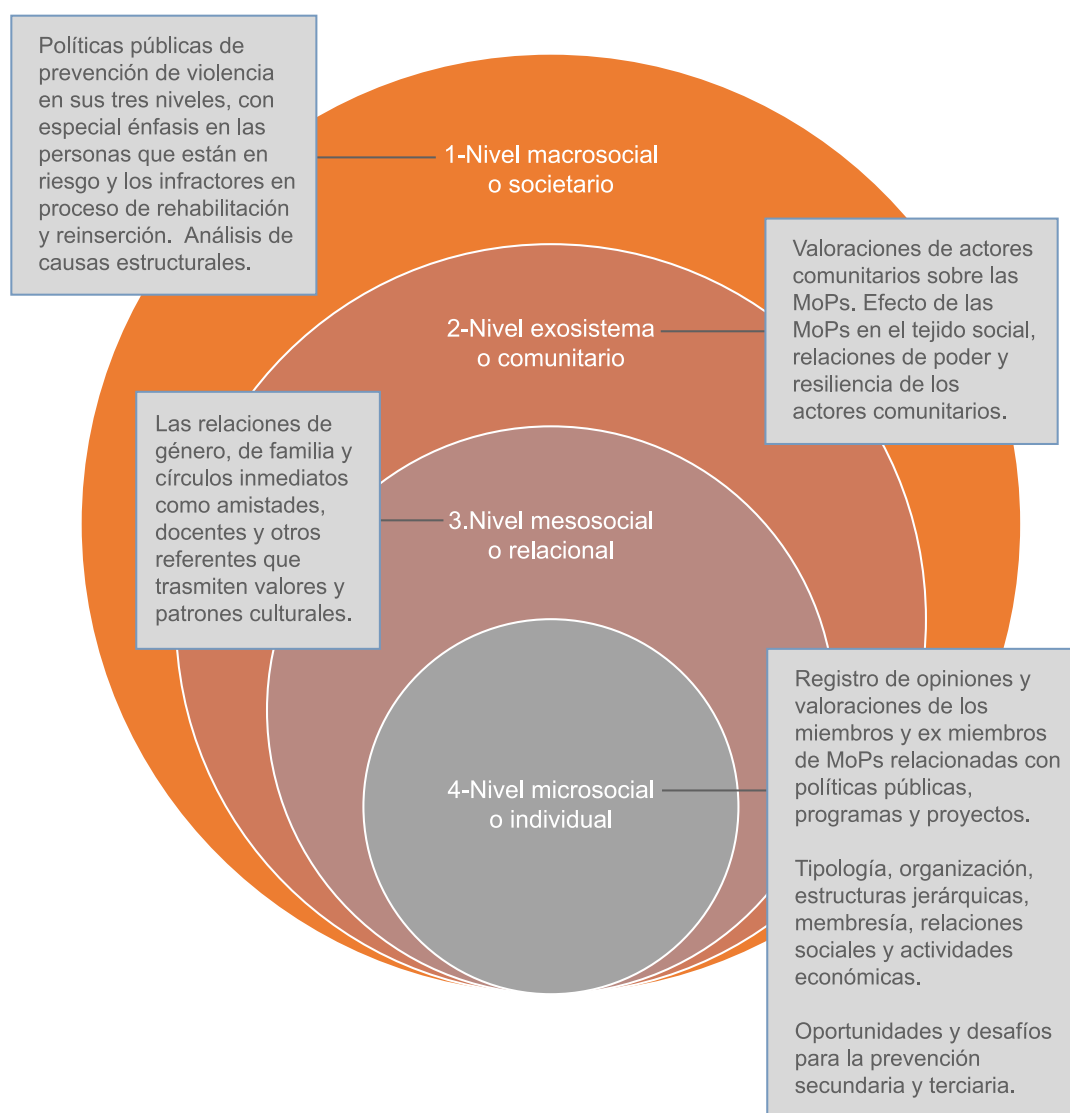 Políticas públicas de
prevención de violencia
en sus tres niveles, con
especial énfasis en las
personas que están en
riesgo y los infractores en
proceso de rehabilitación
y reinserción.  Análisis de
causas estructurales.
1-Nivel macrosocial
o societario
Valoraciones de actores
comunitarios sobre las
MoPs. Efecto de las
MoPs en el tejido social,
relaciones de poder y
resiliencia de los
actores comunitarios.
2-Nivel exosistema
o comunitario
Las relaciones de
género, de familia y
círculos inmediatos
como amistades,
docentes y otros
referentes que
trasmiten valores y
patrones culturales.
3.Nivel mesosocial
o relacional
Registro de opiniones y
valoraciones de los
miembros y ex miembros
de MoPs relacionadas con
políticas públicas,
programas y proyectos.
Tipología, organización,
estructuras jerárquicas,
membresía, relaciones
sociales y actividades
económicas.
Oportunidades y desafíos
para la prevención
secundaria y terciaria.
4-Nivel microsocial
o individual